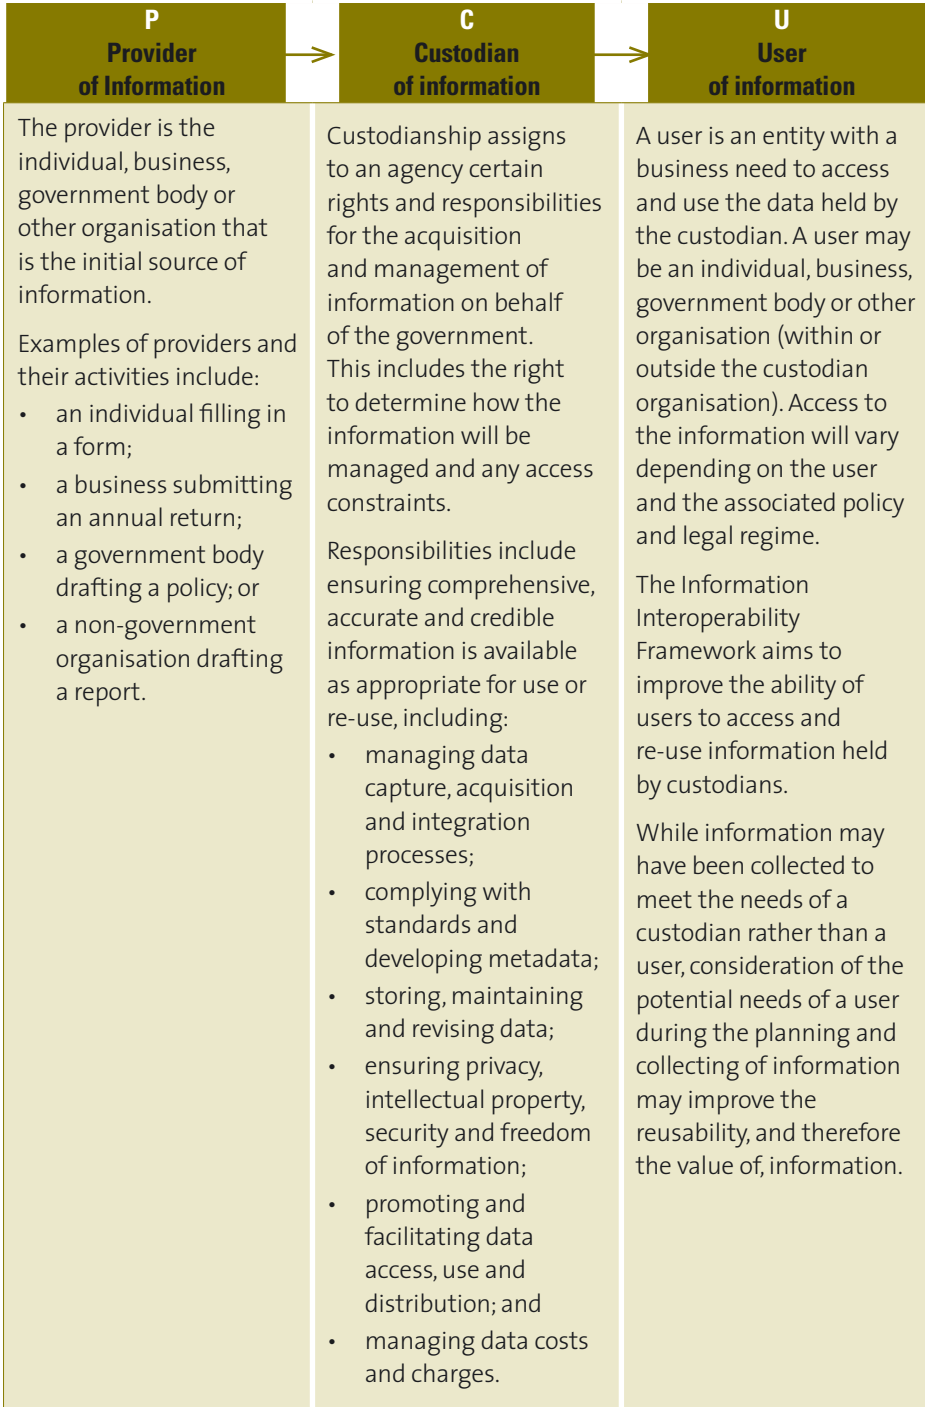 P
Provider
of Information
The provider is the
individual, business,
government body or
other organisation that
is the initial source of
information.
Examples of providers and
their activities include:
• an individual filling in
a form;
• a business submitting
an annual return;
• a government body
drafting a policy; or
• a non-government
organisation drafting
a report.
C
Custodian
of information
Custodianship assigns
to an agency certain
rights and responsibilities
for the acquisition
and management of
information on behalf
of the government.
This includes the right
to determine how the
information will be
managed and any access
constraints.
Responsibilities include
ensuring comprehensive,
accurate and credible
information is available
as appropriate for use or
re-use, including:
• managing data
capture, acquisition
and integration
processes;
• complying with
standards and
developing metadata;
• storing, maintaining
and revising data;
• ensuring privacy,
intellectual property,
security and freedom
of information;
• promoting and
facilitating data
access, use and
distribution; and
• managing data costs
and charges.
U
User
of information
A user is an entity with a
business need to access
and use the data held by
the custodian. A user may
be an individual, business,
government body or other
organisation (within or
outside the custodian
organisation). Access to
the information will vary
depending on the user
and the associated policy
and legal regime.
The Information
Interoperability
Framework aims to
improve the ability of
users to access and
re-use information held
by custodians.
While information may
have been collected to
meet the needs of a
custodian rather than a
user, consideration of the
potential needs of a user
during the planning and
collecting of information
may improve the
reusability, and therefore
the value of, information.